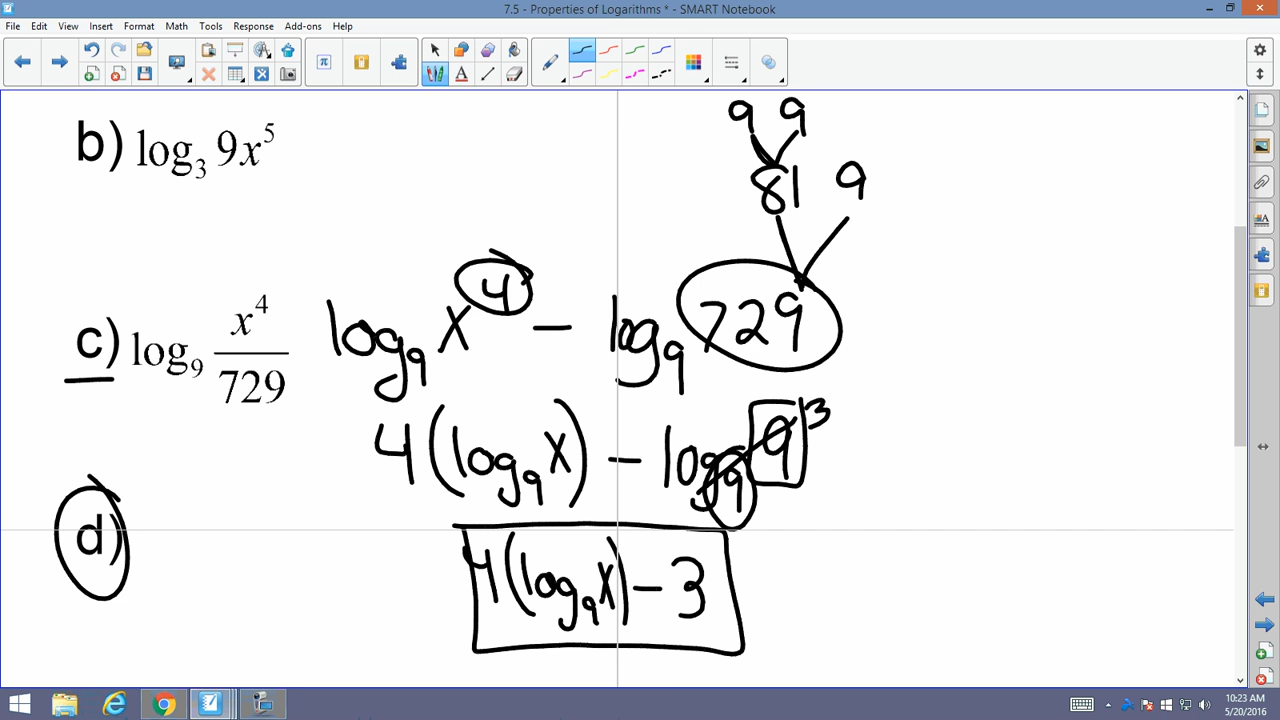 7.5 - Properties of Logarithms * - SMART Notebook
File Edit View Insert Format Math Tools Response Add-ons Help
9 9
81 9
b) log₃ 9x⁵
c) log₉ x⁴/729
log₉ x⁴ − log₉ 729
4(log₉ x) − log₉ 9³
d)
4(log₉ x) − 3
10:23 AM
5/20/2016